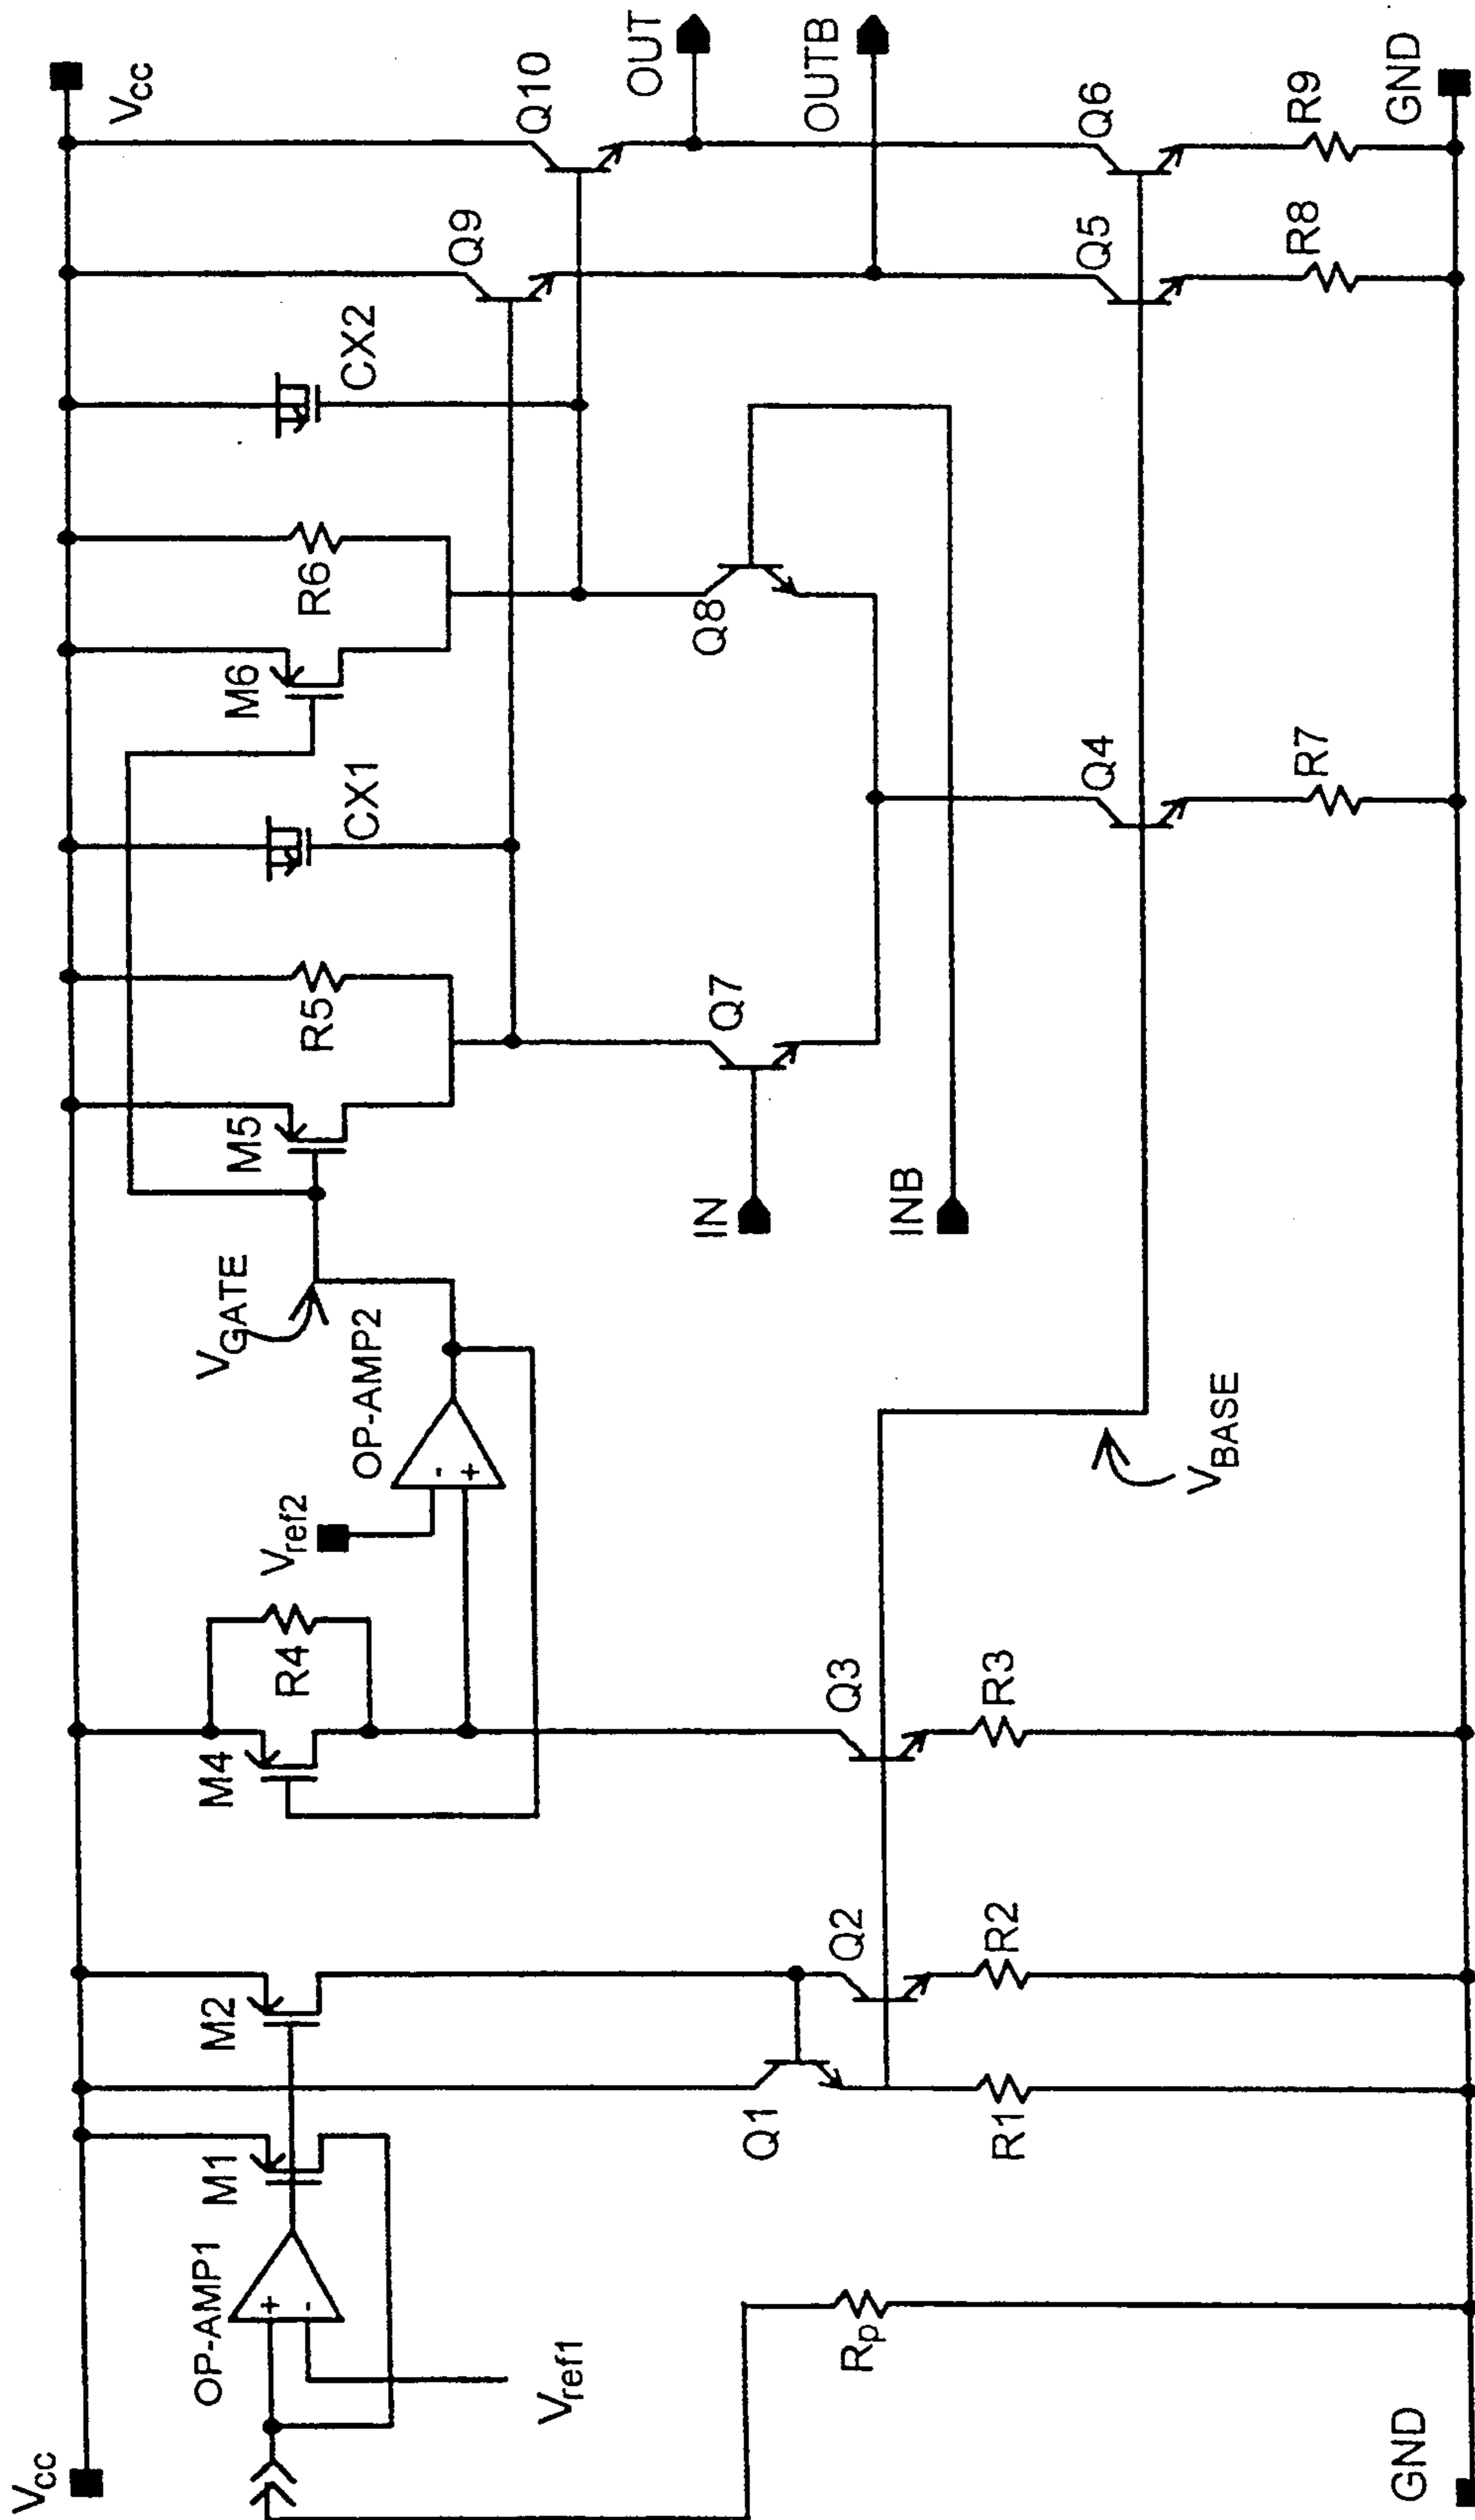 Vcc
Vcc
OP-AMP1
Vref1
M1
M2
Q1
Q2
R1
R2
Rp
M4
R4
Vref2
OP-AMP2
-
+
+
-
VGATE
Q3
R3
VBASE
M5
R5
CX1
M6
R6
CX2
IN
INB
Q7
Q8
Q4
R7
Q9
Q10
OUT
OUTB
Q5
Q6
R8
R9
GND
GND